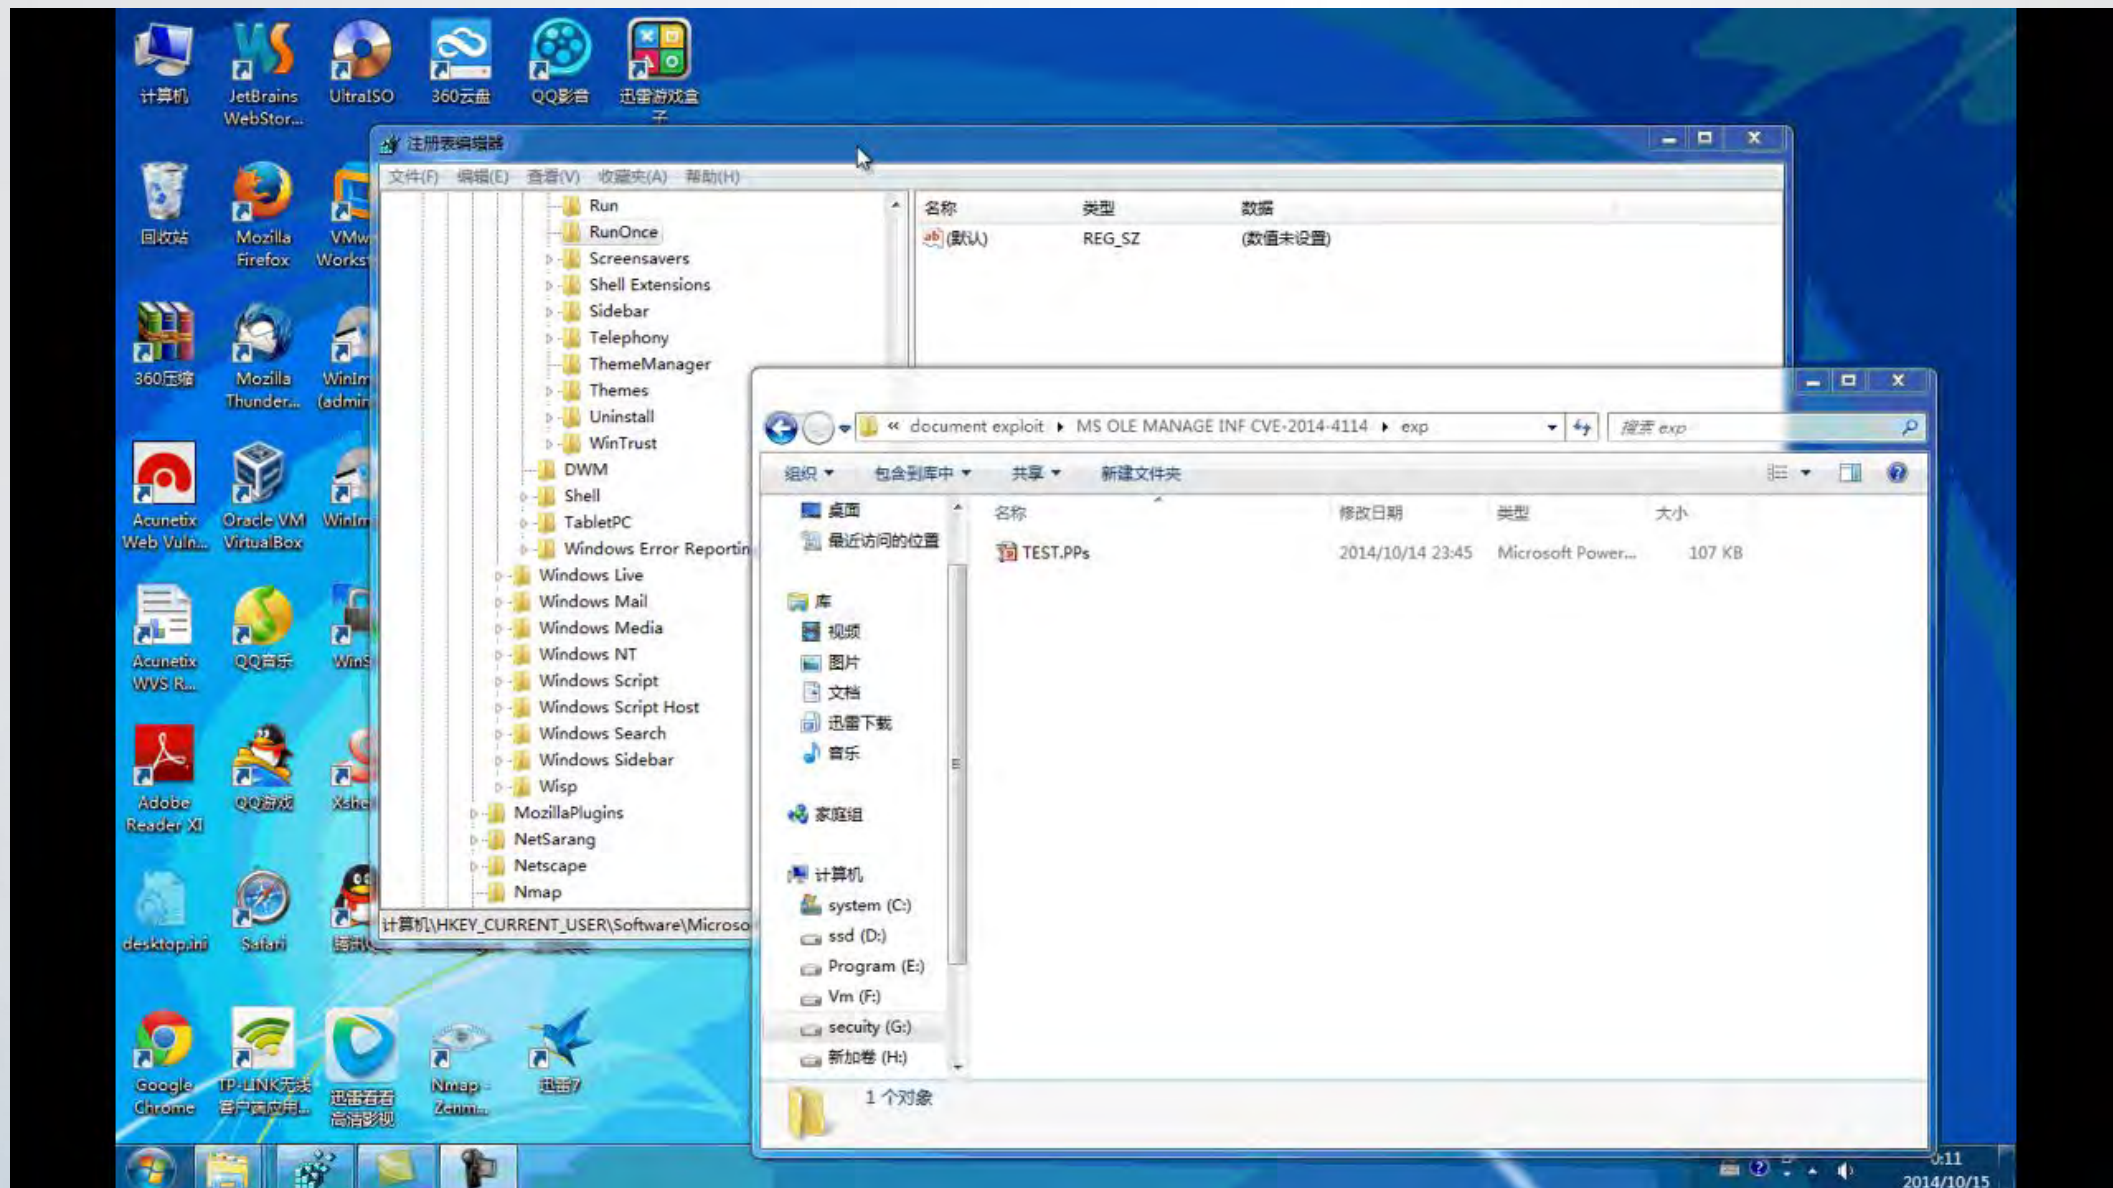 计算机
JetBrains
WebStor...
UltraISO
360云盘
QQ影音
迅雷游戏盒
子
回收站
Mozilla
Firefox
VMw
Works
360压缩
Mozilla
Thunder...
WinIm
(admin
Acunetix
Web Vuln...
Oracle VM
VirtualBox
WinIm
Acunetix
WVS R...
QQ音乐
WinS
Adobe
Reader XI
QQ游戏
Xshe
desktop.ini
Safari
Google
Chrome
TP-LINK无线
客户端应用...
迅雷看看
高清影视
Nmap -
Zenm...
迅雷7
注册表编辑器
文件(F) 编辑(E) 查看(V) 收藏夹(A) 帮助(H)
Run
RunOnce
Screensavers
Shell Extensions
Sidebar
Telephony
ThemeManager
Themes
Uninstall
WinTrust
DWM
Shell
TabletPC
Windows Error Reportin
Windows Live
Windows Mail
Windows Media
Windows NT
Windows Script
Windows Script Host
Windows Search
Windows Sidebar
Wisp
MozillaPlugins
NetSarang
Netscape
Nmap
计算机\HKEY_CURRENT_USER\Software\Microso
名称 类型 数据
ab (默认) REG_SZ (数值未设置)
« document exploit MS OLE MANAGE INF CVE-2014-4114 exp
搜索 exp
组织 包含到库中 共享 新建文件夹
桌面
最近访问的位置
库
视频
图片
文档
迅雷下载
音乐
家庭组
计算机
system (C:)
ssd (D:)
Program (E:)
Vm (F:)
secuity (G:)
新加卷 (H:)
名称 修改日期 类型 大小
TEST.PPs 2014/10/14 23:45 Microsoft Power... 107 KB
1 个对象
0:11
2014/10/15